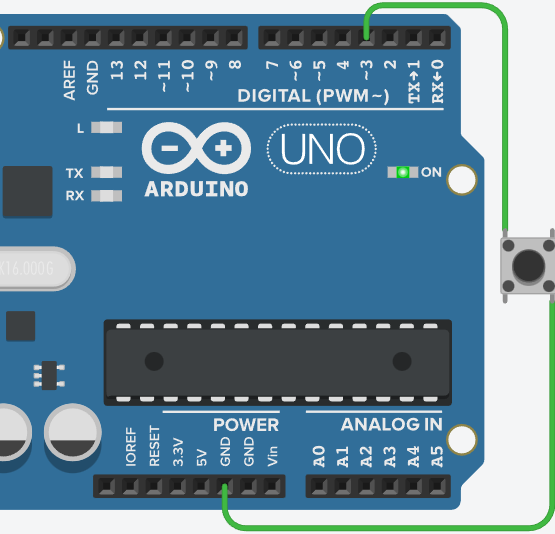 AREF
GND
13
12
~11
~10
~9
8
7
~6
~5
4
~3
2
TX→1
RX←0
DIGITAL (PWM~)
L
TX
RX
UNO
ON
ARDUINO
POWER
ANALOG IN
IOREF
RESET
3.3V
5V
GND
GND
Vin
A0
A1
A2
A3
A4
A5